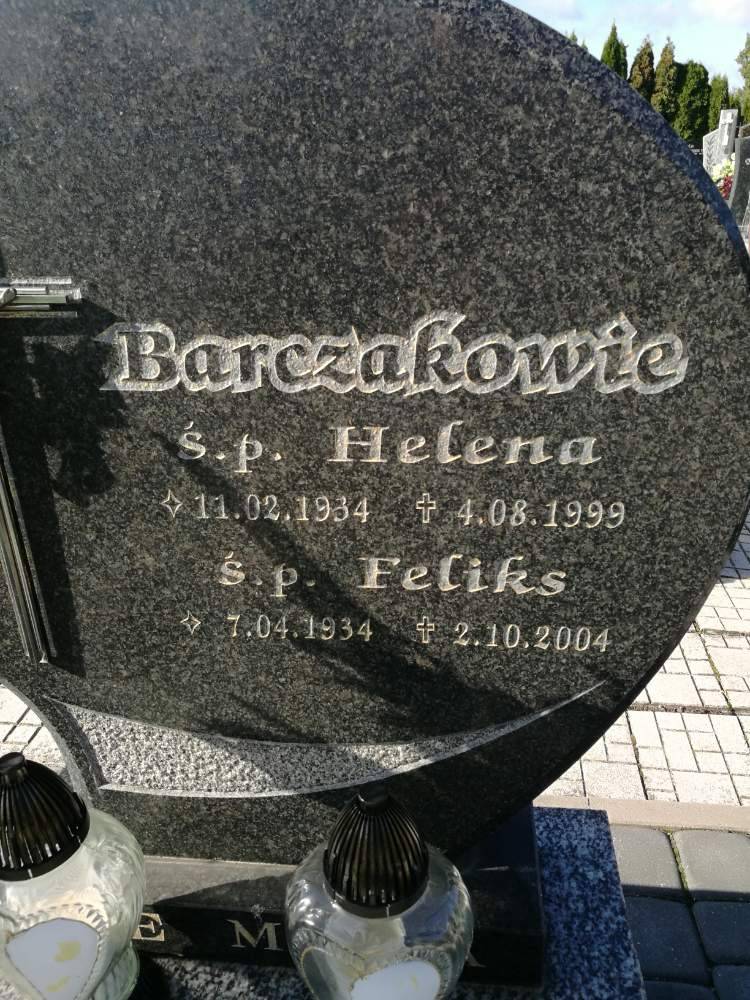 Barczakowie
ś.p. Helena
✧ 11.02.1934 ✝ 4.08.1999
ś.p. Feliks
✧ 7.04.1934 ✝ 2.10.2004